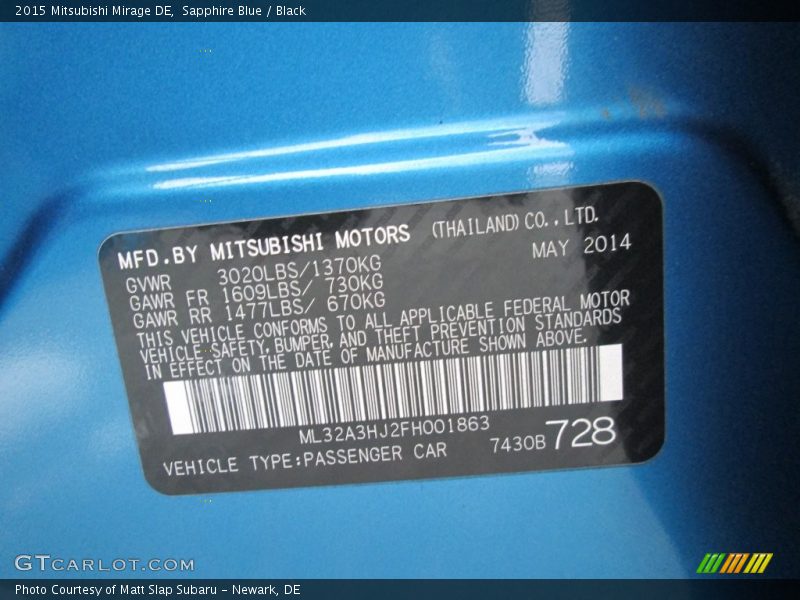 2015 Mitsubishi Mirage DE, Sapphire Blue / Black
MFD.BY MITSUBISHI MOTORS (THAILAND) CO.,LTD.
MAY 2014
GVWR 3020LBS/1370KG
GAWR FR 1609LBS/ 730KG
GAWR RR 1477LBS/ 670KG
THIS VEHICLE CONFORMS TO ALL APPLICABLE FEDERAL MOTOR
VEHICLE SAFETY, BUMPER, AND THEFT PREVENTION STANDARDS
IN EFFECT ON THE DATE OF MANUFACTURE SHOWN ABOVE.
ML32A3HJ2FH001863
VEHICLE TYPE:PASSENGER CAR 7430B 728
GTCARLOT.COM
Photo Courtesy of Matt Slap Subaru - Newark, DE